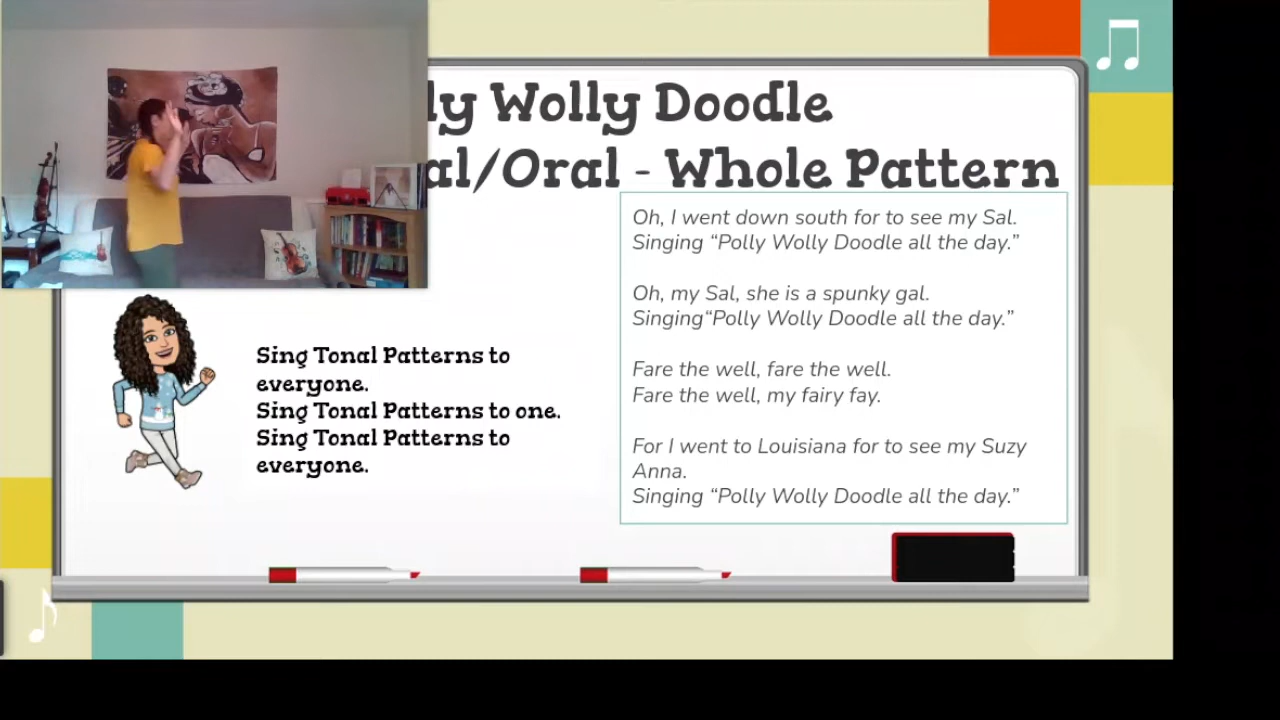 ly Wolly Doodle
al/Oral - Whole Pattern
Oh, I went down south for to see my Sal.
Singing “Polly Wolly Doodle all the day.”
Oh, my Sal, she is a spunky gal.
Singing“Polly Wolly Doodle all the day.”
Fare the well, fare the well.
Fare the well, my fairy fay.
For I went to Louisiana for to see my Suzy
Anna.
Singing “Polly Wolly Doodle all the day.”
Sing Tonal Patterns to
everyone.
Sing Tonal Patterns to one.
Sing Tonal Patterns to
everyone.